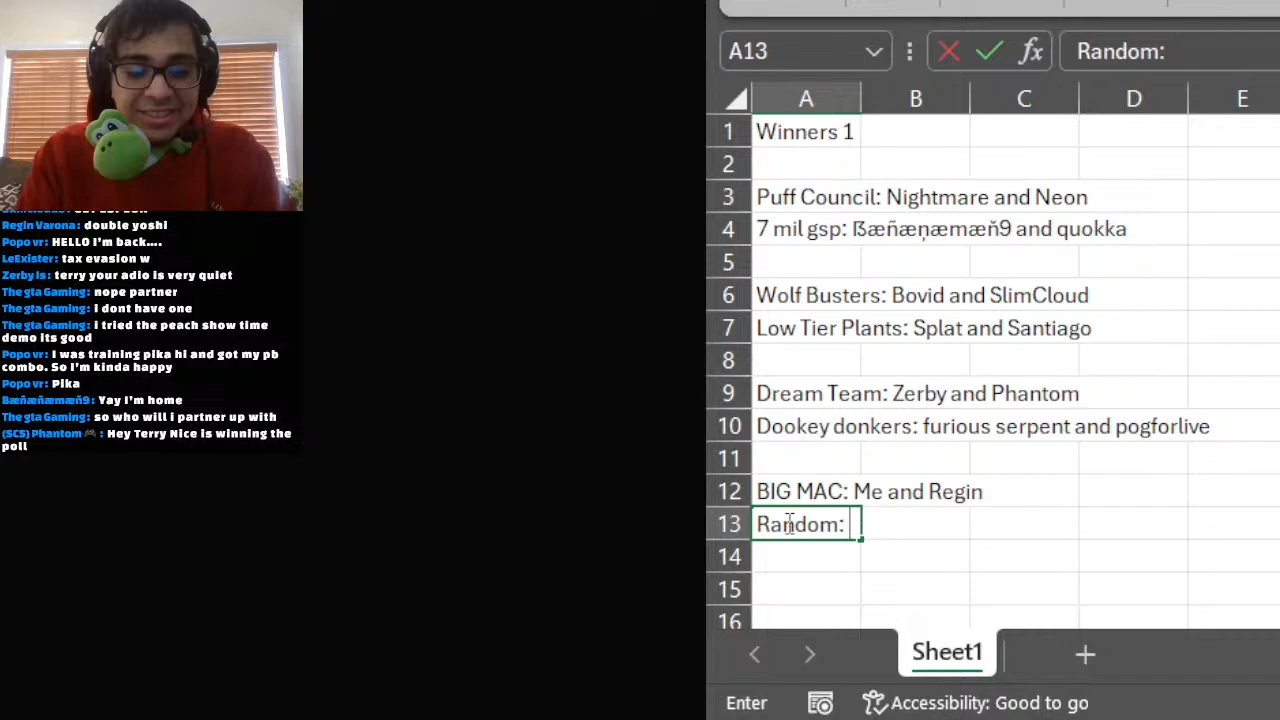 Regin Varona: double yoshi
Popo vr: HELLO I'm back....
LeExister: tax evasion w
Zerby Is: terry your adio is very quiet
The gta Gaming: nope partner
The gta Gaming: i dont have one
The gta Gaming: i tried the peach show time
demo its good
Popo vr: I was training pika hi and got my pb
combo. So I'm kinda happy
Popo vr: Pika
Bæñæñæmæñ9: Yay I'm home
The gta Gaming: so who will i partner up with
(SCS) Phantom 🎮 : Hey Terry Nice is winning the
poll
A13
fx
Random:
A B C D E
1 Winners 1
2
3 Puff Council: Nightmare and Neon
4 7 mil gsp: ẞæñæņæmæň9 and quokka
5
6 Wolf Busters: Bovid and SlimCloud
7 Low Tier Plants: Splat and Santiago
8
9 Dream Team: Zerby and Phantom
10 Dookey donkers: furious serpent and pogforlive
11
12 BIG MAC: Me and Regin
13 Random:
14
15
16
Sheet1
Enter
Accessibility: Good to go